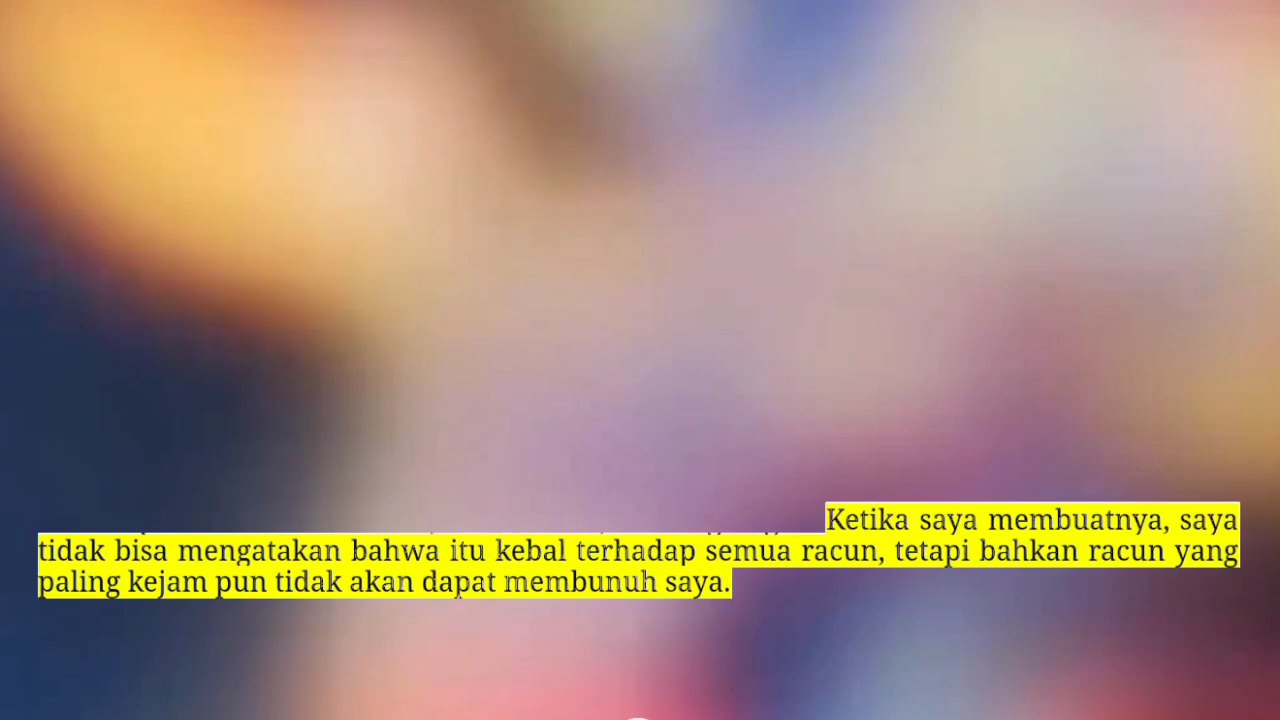 Ketika saya membuatnya, saya
tidak bisa mengatakan bahwa itu kebal terhadap semua racun, tetapi bahkan racun yang
paling kejam pun tidak akan dapat membunuh saya.